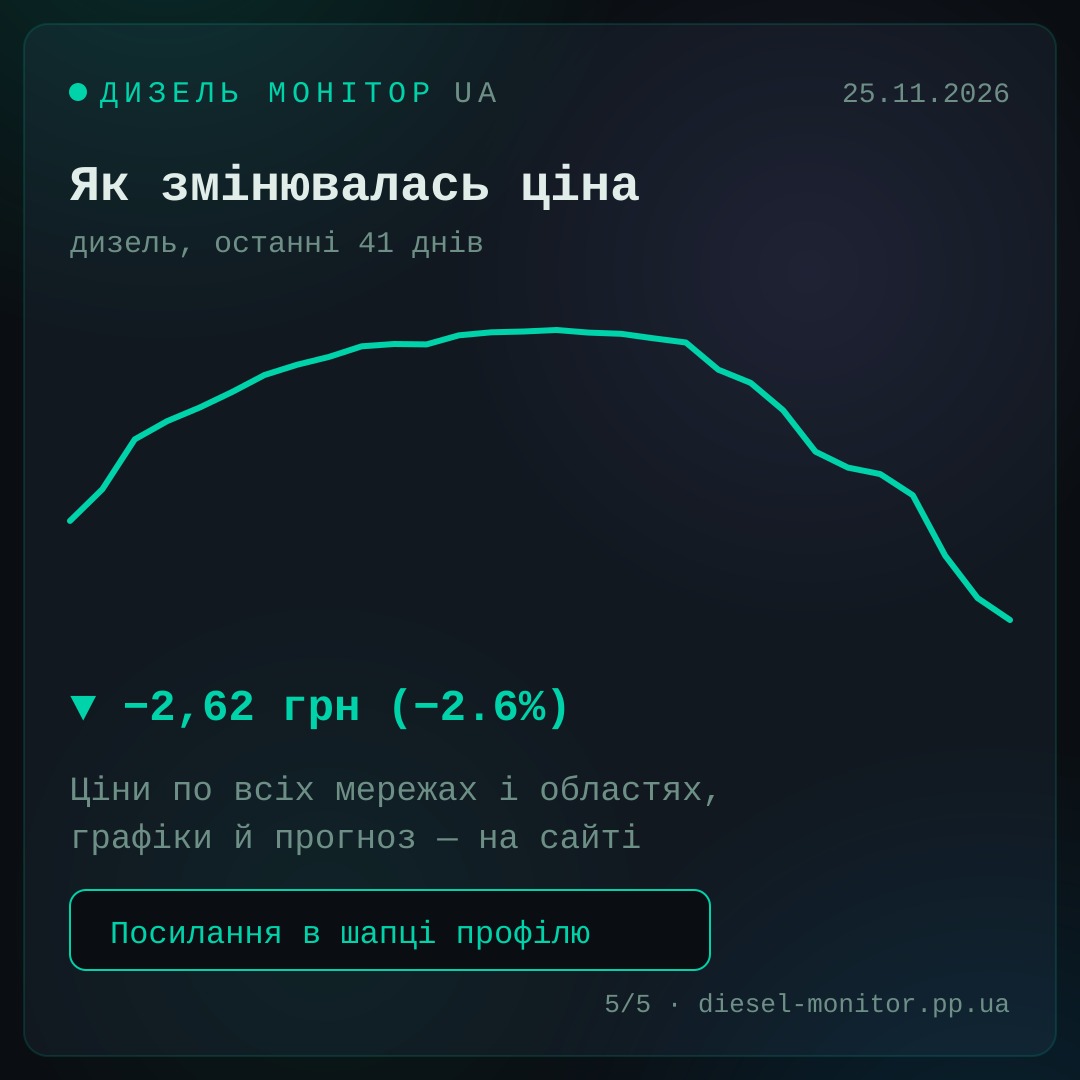 ДИЗЕЛЬ МОНІТОР UA
25.11.2026
Як змінювалась ціна
дизель, останні 41 днів
▼ −2,62 грн (−2.6%)
Ціни по всіх мережах і областях,
графіки й прогноз — на сайті
Посилання в шапці профілю
5/5 · diesel-monitor.pp.ua